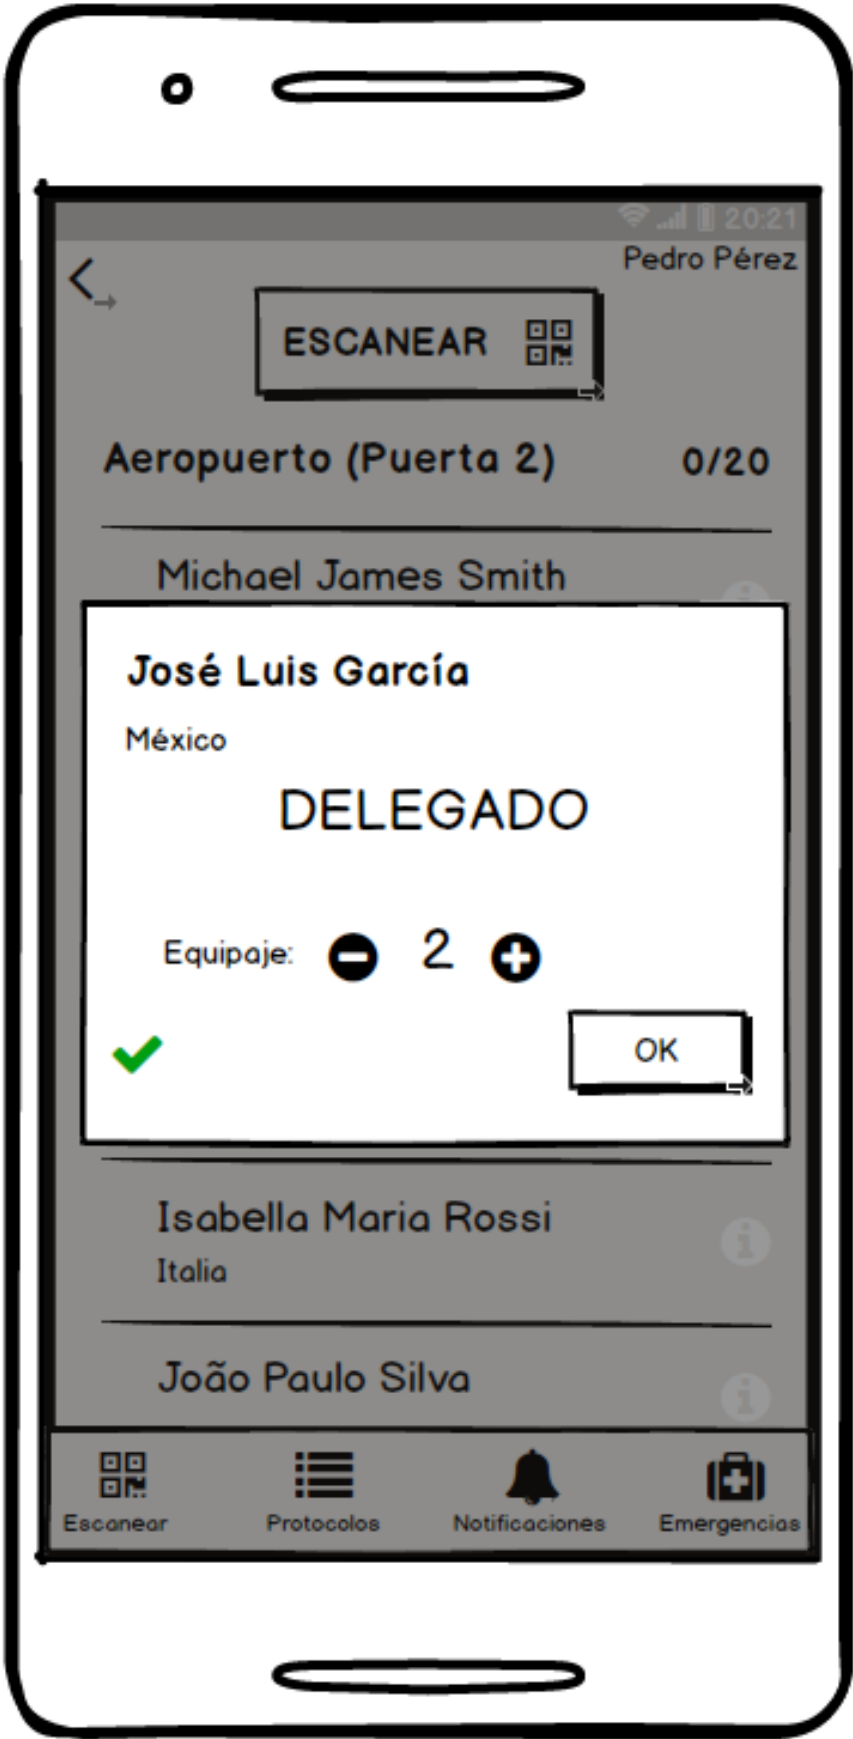 20:21
Pedro Pérez
ESCANEAR
Aeropuerto (Puerta 2) 0/20
Michael James Smith
José Luis García
México
DELEGADO
Equipaje: 2
OK
Isabella Maria Rossi
Italia
João Paulo Silva
Escanear Protocolos Notificaciones Emergencias